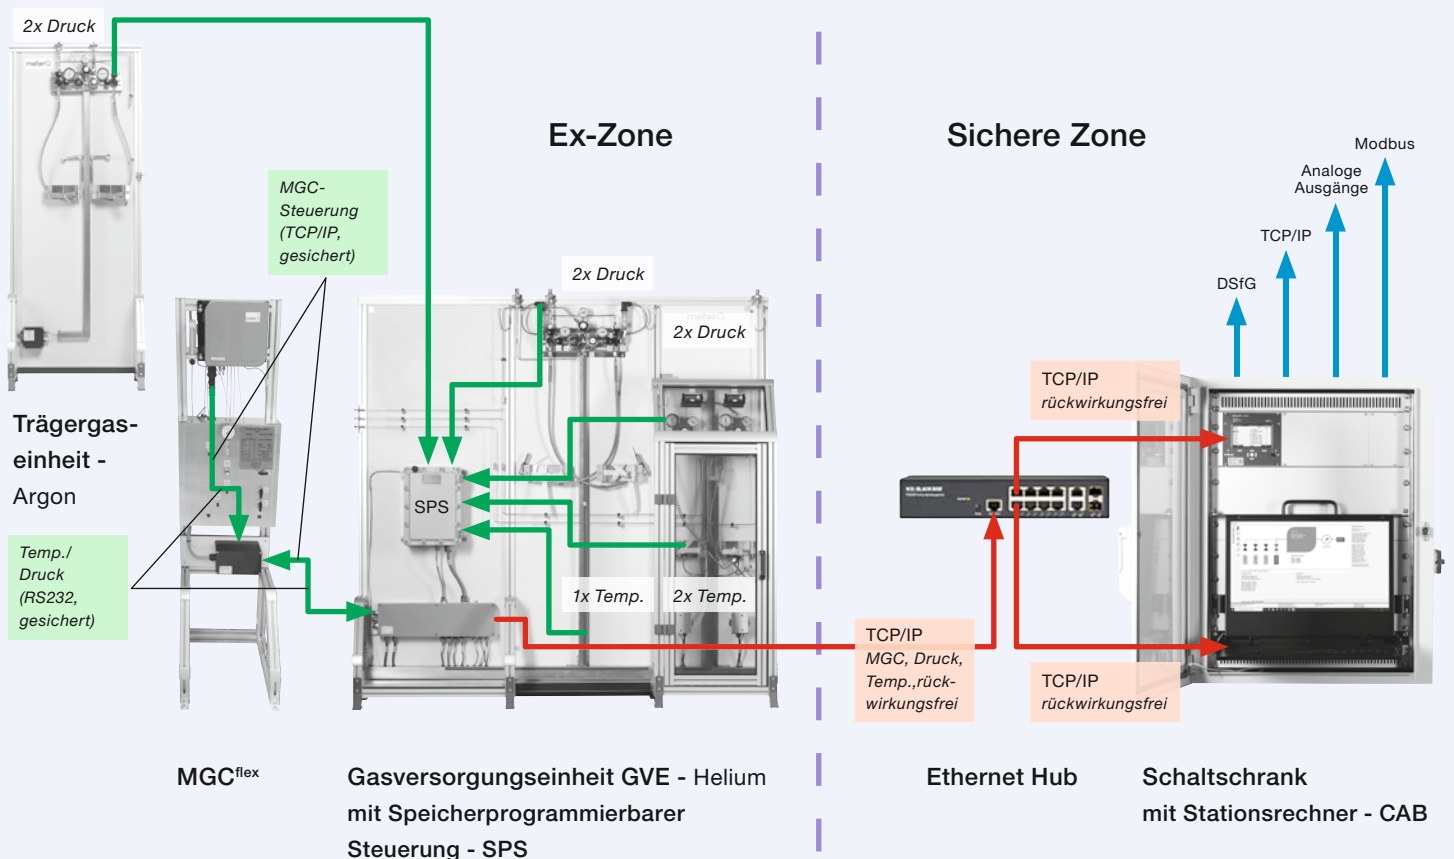 2x Druck
meterQ
Ex-Zone
Sichere Zone
Modbus
Analoge
Ausgänge
TCP/IP
DSfG
MGC-
Steuerung
(TCP/IP,
gesichert)
2x Druck
2x Druck
TCP/IP
rückwirkungsfrei
Trägergas-
einheit -
Argon
SPS
Temp./
Druck
(RS232,
gesichert)
1x Temp.
2x Temp.
TCP/IP
MGC, Druck,
Temp.,rück-
wirkungsfrei
TCP/IP
rückwirkungsfrei
MGCflex
Gasversorgungseinheit GVE - Helium
mit Speicherprogrammierbarer
Steuerung - SPS
Ethernet Hub
Schaltschrank
mit Stationsrechner - CAB